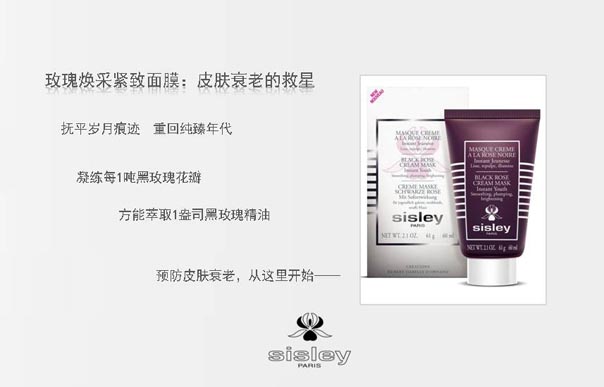 玫瑰焕采紧致面膜：皮肤衰老的救星
抚平岁月痕迹 重回纯臻年代
凝练每1吨黑玫瑰花瓣
方能萃取1盎司黑玫瑰精油
预防皮肤衰老，从这里开始——
NEW
NOUVEAU
MASQUE CRÈME
A LA ROSE NOIRE
Instant Jeunesse
Lisse, repulpe, illumine
BLACK ROSE
CREAM MASK
Instant Youth
Smoothing, plumping, brightening
CREME MASKE
SCHWARZE ROSE
Mit Sofortwirkung
sisley
PARIS
NET WT. 2.1 OZ. 61 g 60 ml
MASQUE CRÈME
A LA ROSE NOIRE
Instant Jeunesse
Lisse, repulpe, illumine
BLACK ROSE
CREAM MASK
Instant Youth
Smoothing, plumping, brightening
sisley
PARIS
NET WT. 2.1 OZ. 61 g 60 ml
sisley
PARIS